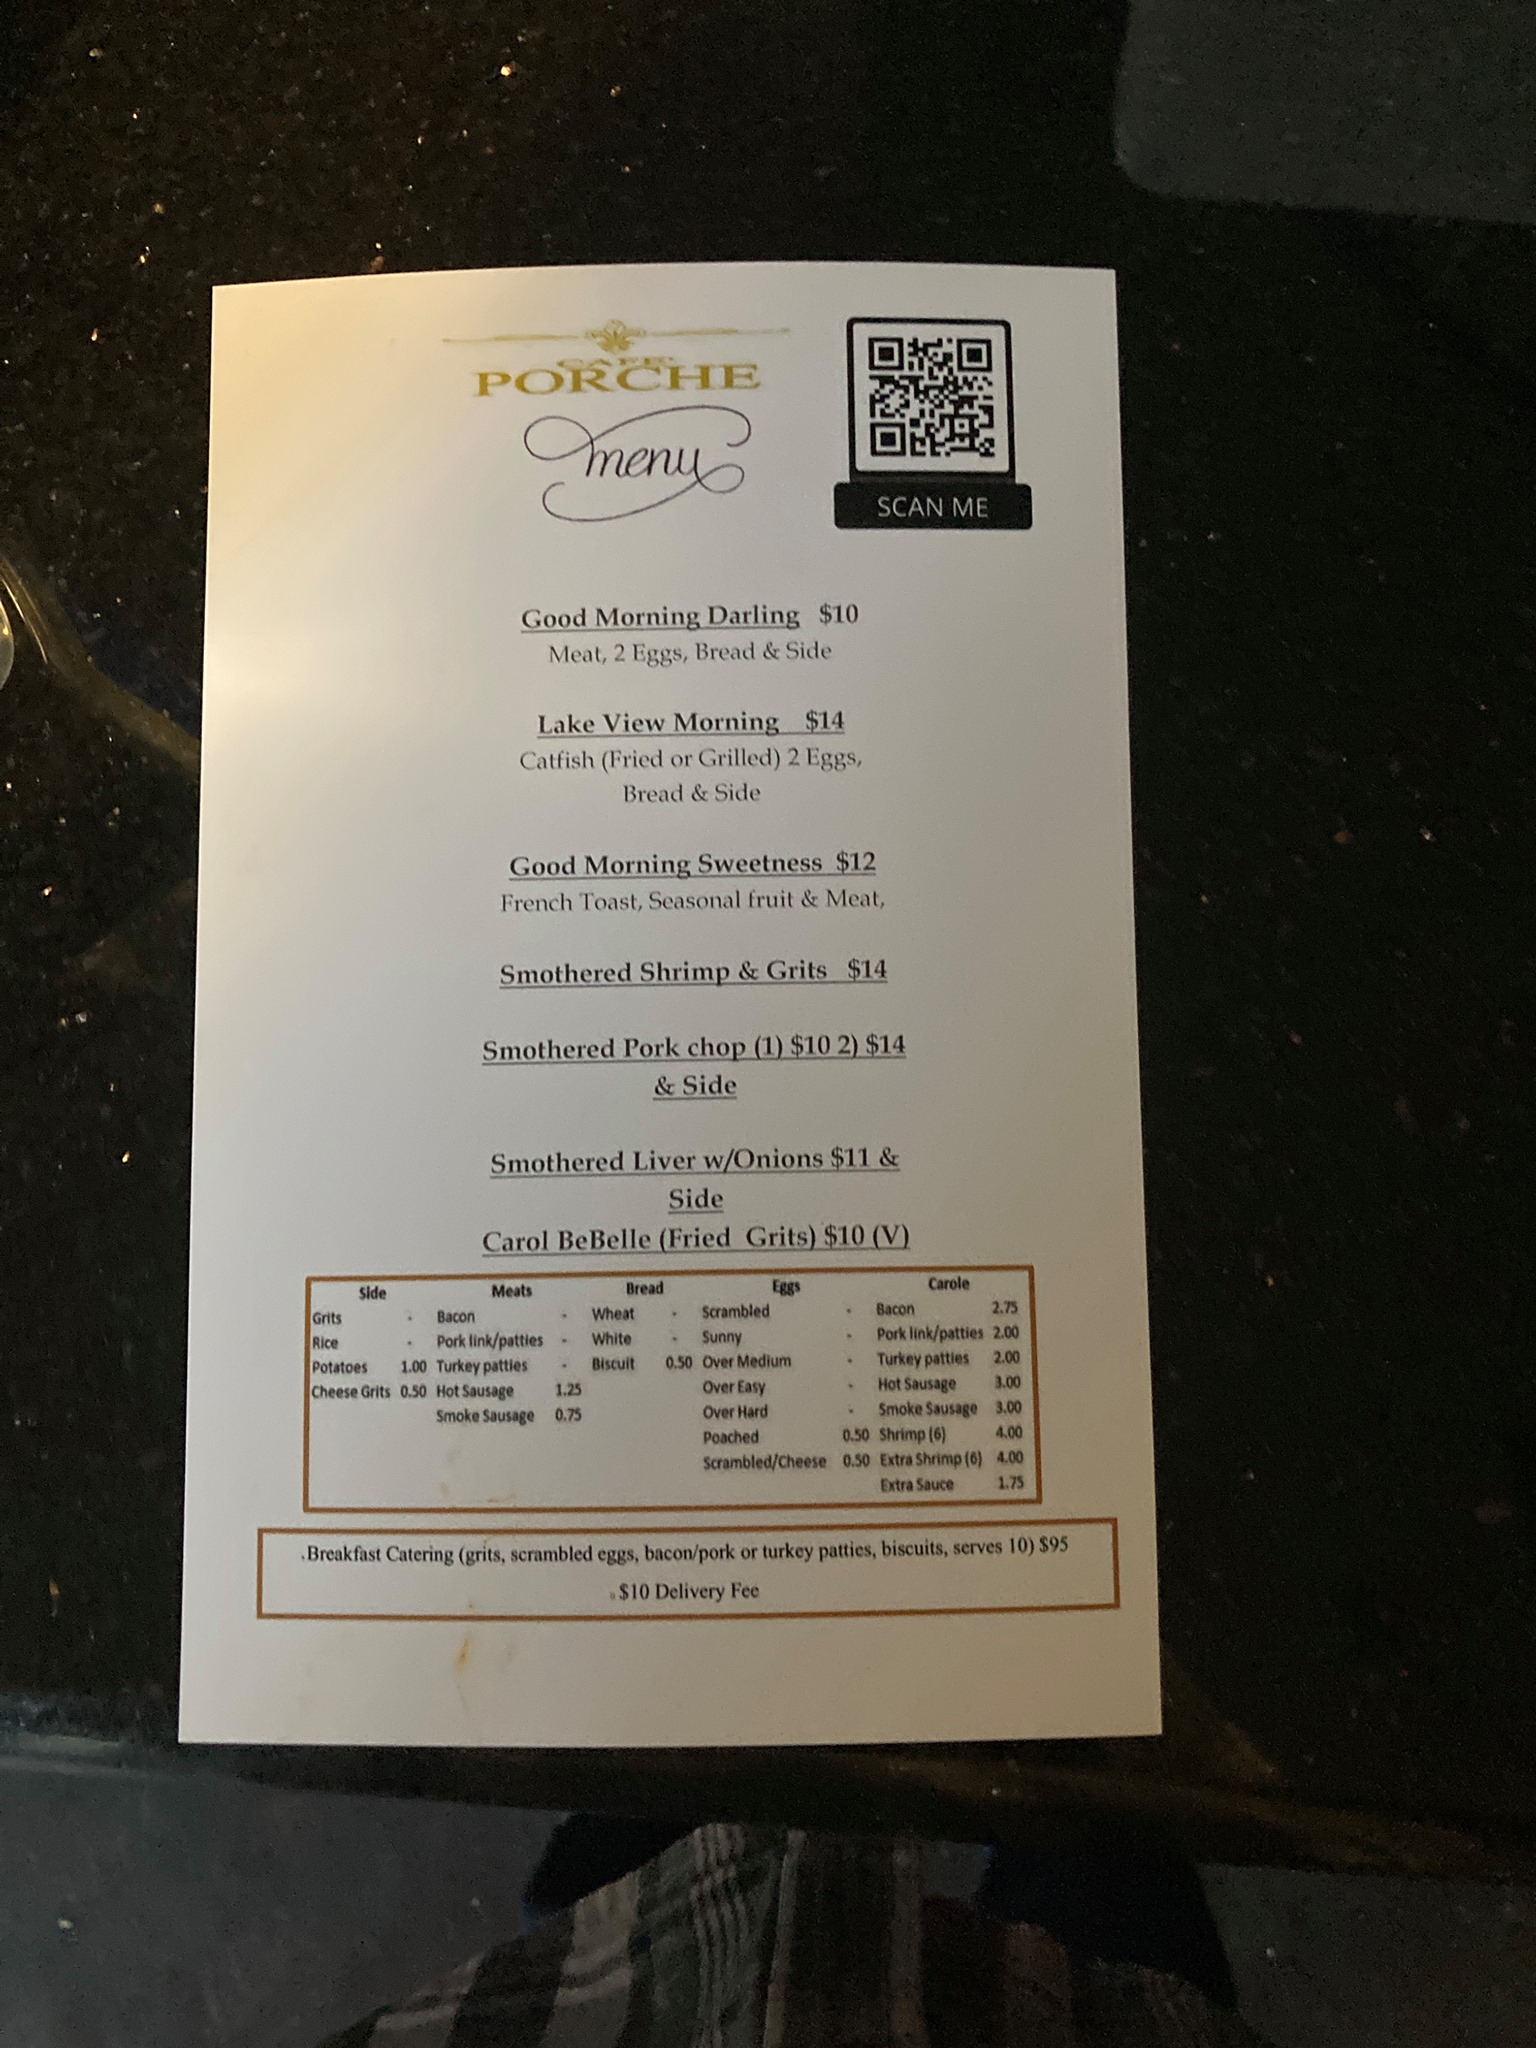 CAFE
PORCHE
menu
SCAN ME
Good Morning Darling $10
Meat, 2 Eggs, Bread & Side
Lake View Morning $14
Catfish (Fried or Grilled) 2 Eggs,
Bread & Side
Good Morning Sweetness $12
French Toast, Seasonal fruit & Meat,
Smothered Shrimp & Grits $14
Smothered Pork chop (1) $10 2) $14
& Side
Smothered Liver w/Onions $11 &
Side
Carol BeBelle (Fried Grits) $10 (V)
Side Meats Bread Eggs Carole
Grits - Bacon - Wheat - Scrambled - Bacon 2.75
Rice - Pork link/patties - White - Sunny - Pork link/patties 2.00
Potatoes 1.00 Turkey patties - Biscuit 0.50 Over Medium - Turkey patties 2.00
Cheese Grits 0.50 Hot Sausage 1.25 Over Easy - Hot Sausage 3.00
Smoke Sausage 0.75 Over Hard - Smoke Sausage 3.00
Poached 0.50 Shrimp (6) 4.00
Scrambled/Cheese 0.50 Extra Shrimp (6) 4.00
Extra Sauce 1.75
.Breakfast Catering (grits, scrambled eggs, bacon/pork or turkey patties, biscuits, serves 10) $95
$10 Delivery Fee